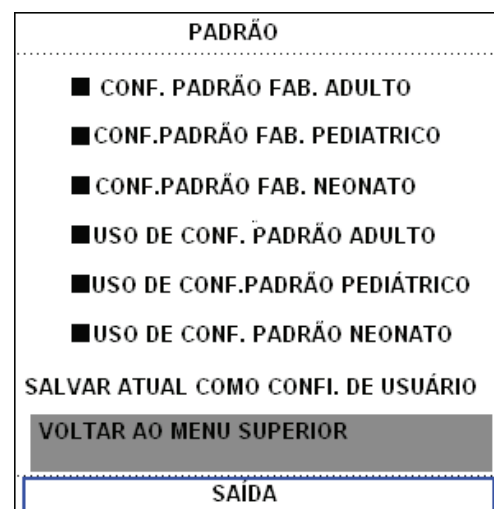 PADRÃO
CONF. PADRÃO FAB. ADULTO
CONF.PADRÃO FAB. PEDIATRICO
CONF.PADRÃO FAB. NEONATO
USO DE CONF. PADRÃO ADULTO
USO DE CONF.PADRÃO PEDIÁTRICO
USO DE CONF. PADRÃO NEONATO
SALVAR ATUAL COMO CONFI. DE USUÁRIO
VOLTAR AO MENU SUPERIOR
SAÍDA